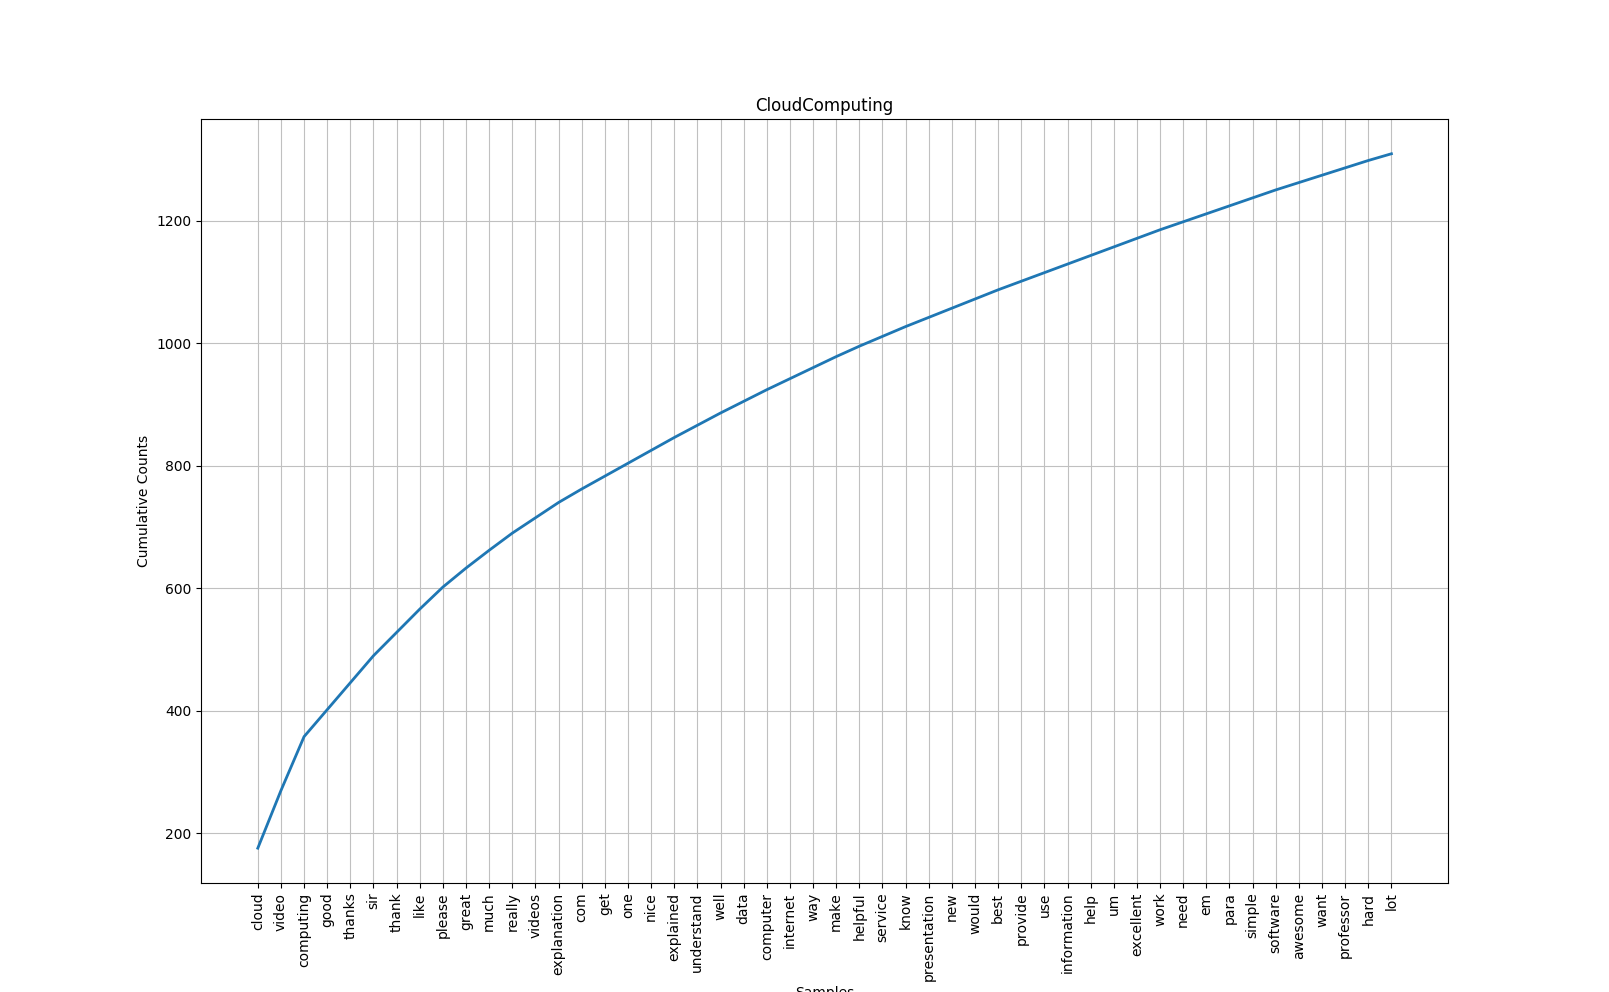 CloudComputing
Cumulative Counts
1200
1000
800
600
400
200
cloud
video
computing
good
thanks
sir
thank
like
please
great
much
really
videos
explanation
com
get
one
nice
explained
understand
well
data
computer
internet
way
make
helpful
service
know
presentation
new
would
best
provide
use
information
help
um
excellent
work
need
em
para
simple
software
awesome
want
professor
hard
lot
Samples